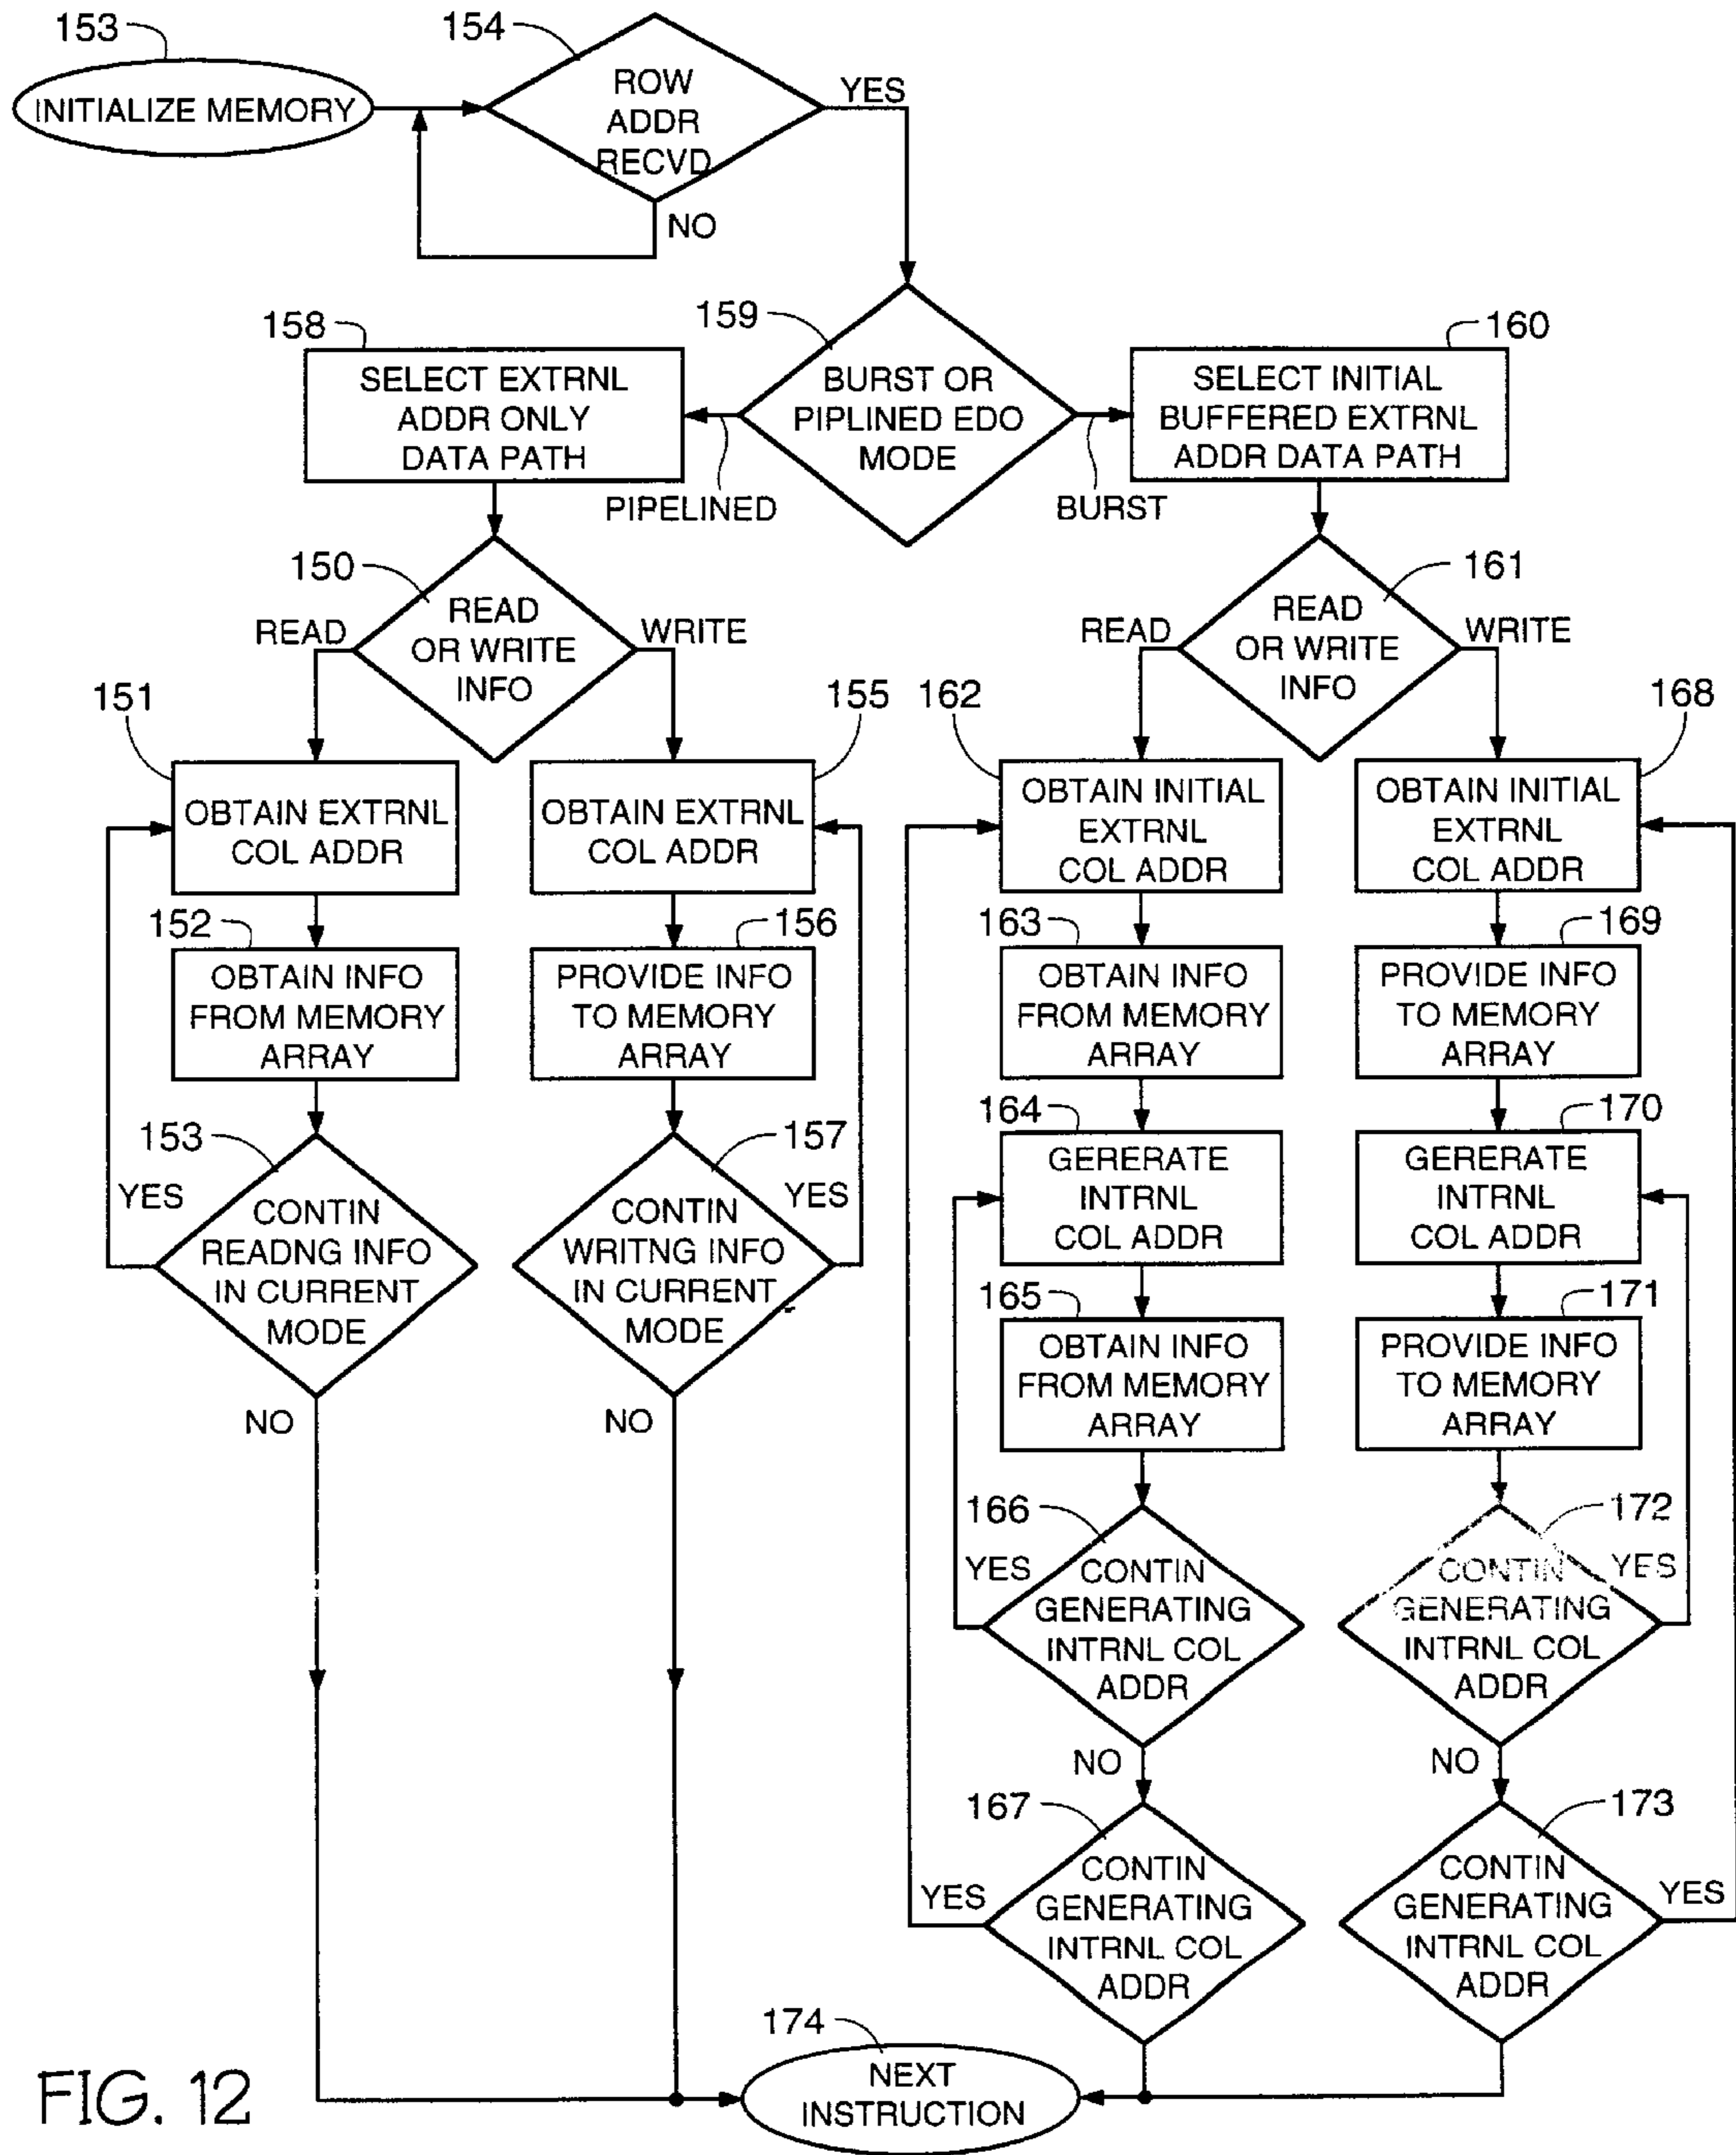 153
154
INITIALIZE MEMORY
ROW
ADDR
RECVD
YES
NO
158
159
160
SELECT EXTRNL
ADDR ONLY
DATA PATH
BURST OR
PIPLINED EDO
MODE
SELECT INITIAL
BUFFERED EXTRNL
ADDR DATA PATH
PIPELINED
BURST
150
READ
OR WRITE
INFO
READ
WRITE
161
READ
OR WRITE
INFO
READ
WRITE
151
155
162
168
OBTAIN EXTRNL
COL ADDR
OBTAIN EXTRNL
COL ADDR
OBTAIN INITIAL
EXTRNL
COL ADDR
OBTAIN INITIAL
EXTRNL
COL ADDR
152
156
163
169
OBTAIN INFO
FROM MEMORY
ARRAY
PROVIDE INFO
TO MEMORY
ARRAY
OBTAIN INFO
FROM MEMORY
ARRAY
PROVIDE INFO
TO MEMORY
ARRAY
153
157
164
170
YES
CONTIN
READNG INFO
IN CURRENT
MODE
NO
YES
CONTIN
WRITNG INFO
IN CURRENT
MODE
NO
GERERATE
INTRNL
COL ADDR
GERERATE
INTRNL
COL ADDR
165
171
OBTAIN INFO
FROM MEMORY
ARRAY
PROVIDE INFO
TO MEMORY
ARRAY
166
172
YES
CONTIN
GENERATING
INTRNL COL
ADDR
NO
YES
CONTIN
GENERATING
INTRNL COL
ADDR
NO
167
173
YES
CONTIN
GENERATING
INTRNL COL
ADDR
YES
CONTIN
GENERATING
INTRNL COL
ADDR
174
NEXT
INSTRUCTION
FIG. 12